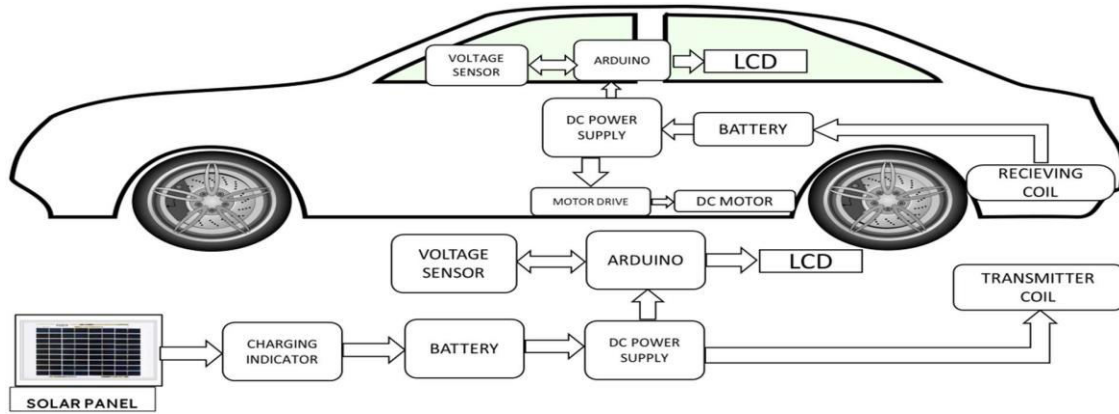 VOLTAGE
SENSOR
ARDUINO
LCD
DC POWER
SUPPLY
BATTERY
RECIEVING
COIL
MOTOR DRIVE
DC MOTOR
VOLTAGE
SENSOR
ARDUINO
LCD
TRANSMITTER
COIL
CHARGING
INDICATOR
BATTERY
DC POWER
SUPPLY
SOLAR PANEL